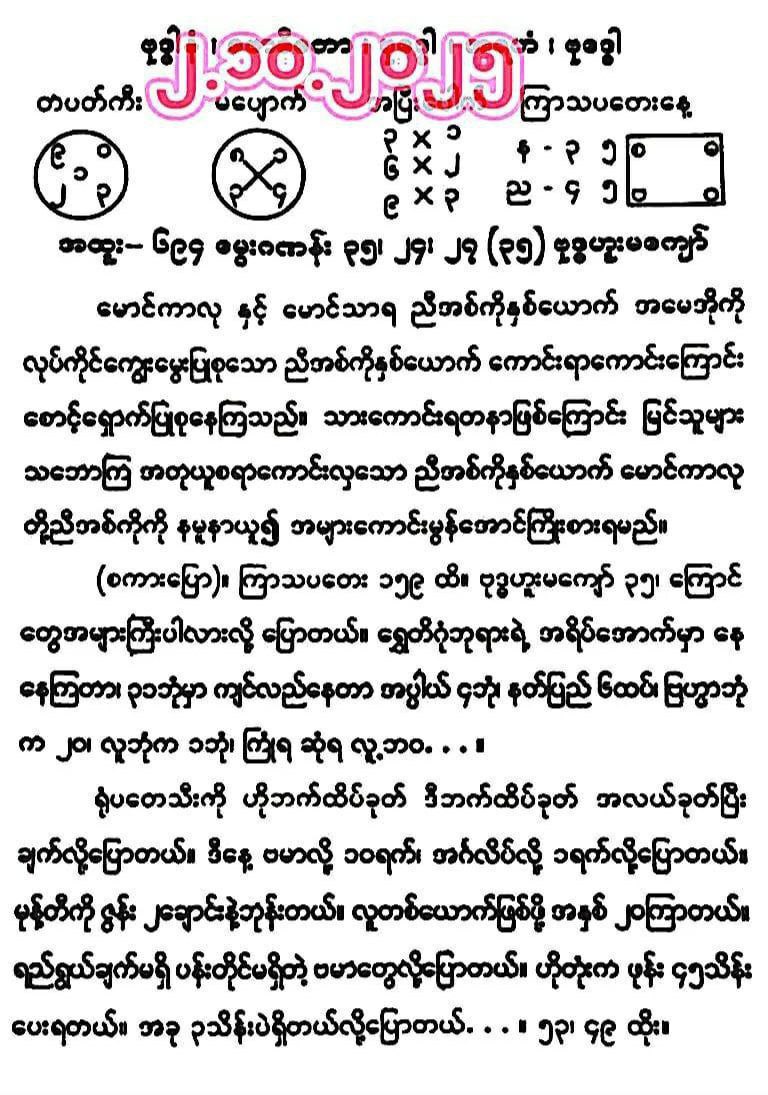 ၂.၁၀.၂၀၂၅
တပတ်ကီး မပျောက် အပြီး ကြာသပတေးနေ့
၉ ၀ ၁ ၂ ၃
၈ ၁ ၃ ၄
၃ × ၁
၆ × ၂
၉ × ၃
န - ၃ ၅
ည - ၄ ၅
စ ဓ ဗ ဝ
အထူး– ၆၉၄ မွေးဂဏန်း ၃၅၊ ၂၄၊ ၂၇ (၃၅) ဗုဒ္ဓဟူးမကျော်
မောင်ကာလု နှင့် မောင်သာရ ညီအစ်ကိုနှစ်ယောက် အမေအိုကို
လုပ်ကိုင်ကျွေးမွေးပြုစုသော ညီအစ်ကိုနှစ်ယောက် ကောင်းရာကောင်းကြောင်း
စောင့်ရှောက်ပြုစုနေကြသည်။ သားကောင်းရတနာဖြစ်ကြောင်း မြင်သူများ
သဘောကြ အတုယူစရာကောင်းလှသော ညီအစ်ကိုနှစ်ယောက် မောင်ကာလု
တို့ညီအစ်ကိုကို နမူနာယူ၍ အများကောင်းမွန်အောင်ကြိုးစားရမည်။
(စကားပြော)။ ကြာသပတေး ၁၅၉ ထိ။ ဗုဒ္ဓဟူးမကျော် ၃၅၊ ကြောင်
တွေအများကြီးပါလားလို့ ပြောတယ်။ ရွှေတိဂုံဘုရားရဲ့ အရိပ်အောက်မှာ နေ
နေကြတာ၊ ၃၁ဘုံမှာ ကျင်လည်နေတာ အပ္ပါယ် ၄ဘုံ၊ နတ်ပြည် ၆ထပ်၊ ဗြဟ္မာဘုံ
က ၂၀၊ လူဘုံက ၁ဘုံ၊ ကြုံရ ဆုံရ လူ့ဘဝ. . . ။
ရုံပတေသီးကို ဟိုဘက်ထိပ်ခုတ် ဒီဘက်ထိပ်ခုတ် အလယ်ခုတ်ပြီး
ချက်လို့ပြောတယ်။ ဒီနေ့ ဗမာလို ၁၀ရက်၊ အင်္ဂလိပ်လို ၁ရက်လို့ပြောတယ်။
မုန့်တီကို ဇွန်း ၂ချောင်းနဲ့ဘုန်းတယ်။ လူတစ်ယောက်ဖြစ်ဖို့ အနှစ် ၂၀ကြာတယ်။
ရည်ရွယ်ချက်မရှိ ပန်းတိုင်မရှိတဲ့ ဗမာတွေလို့ပြောတယ်။ ဟိုတုံးက ဖုန်း ၄၅သိန်း
ပေးရတယ်။ အခု ၃သိန်းပဲရှိတယ်လို့ပြောတယ်. . . ။ ၅၃၊ ၄၉ ထိုး။